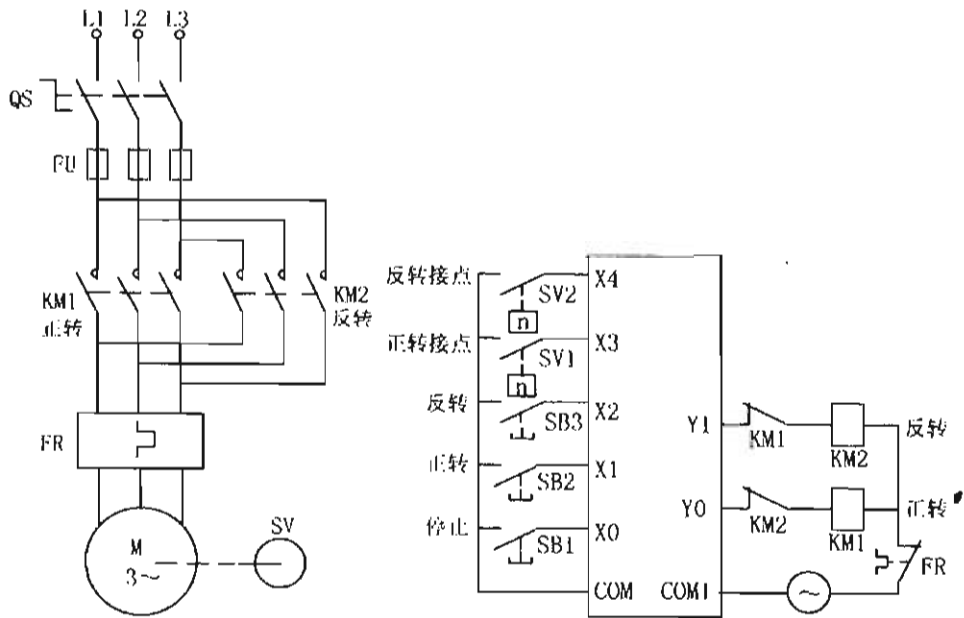 L1 L2 L3
QS
FU
KM1
正转
KM2
反转
FR
M
3~
SV
反转接点
SV2
X4
n
正转接点
SV1
X3
n
反转
SB3
X2
正转
SB2
X1
停止
SB1
X0
COM
COM1
Y1
KM1
KM2
反转
Y0
KM2
KM1
正转
FR
~